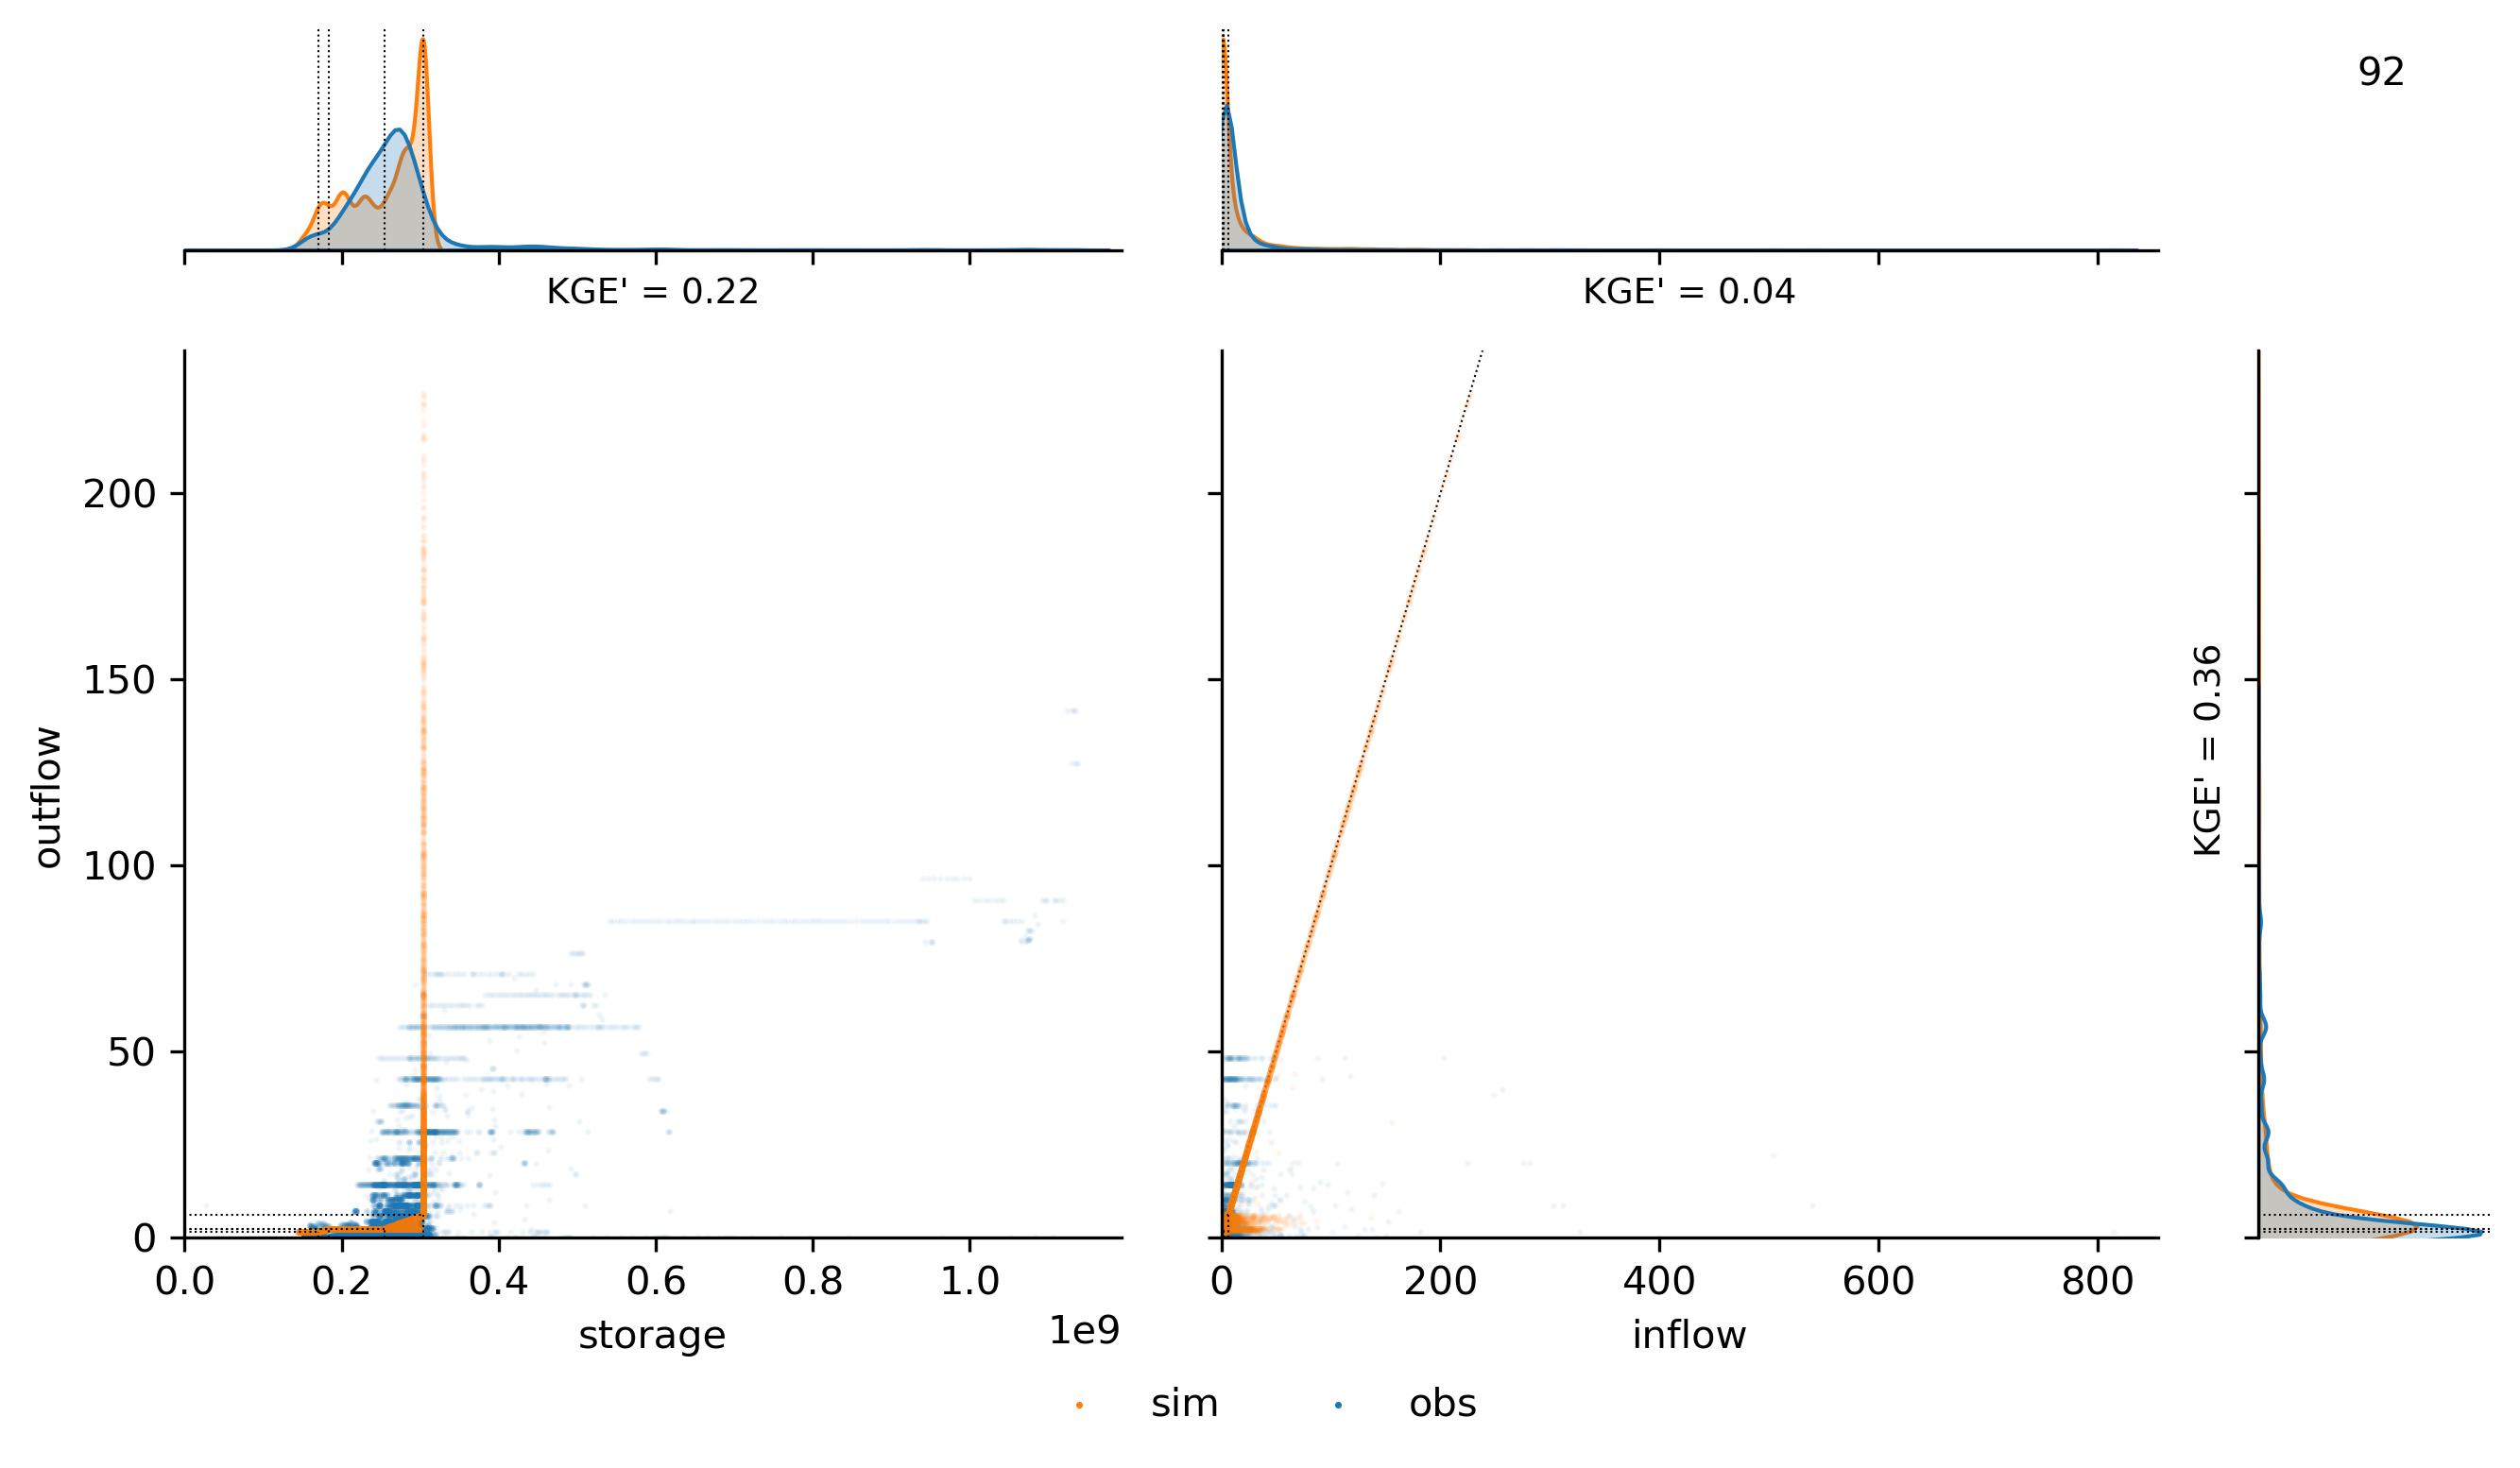 92
KGE' = 0.22
KGE' = 0.04
outflow
200
150
100
50
0
KGE' = 0.36
0.0 0.2 0.4 0.6 0.8 1.0
0 200 400 600 800
storage
1e9
inflow
sim obs